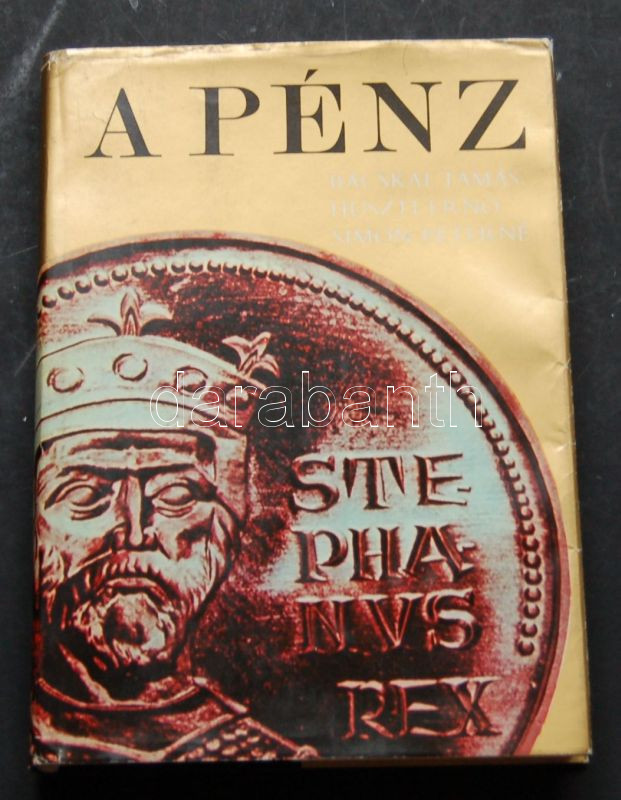 A PÉNZ
BÁCSKAI TAMÁS
HUSZTI ERNŐ
SIMON PÉTERNÉ
darabanth
STE-
PHA-
NVS
REX